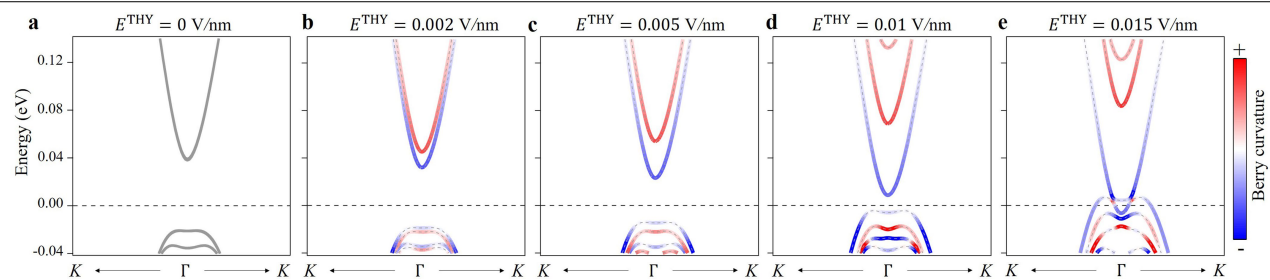 a E^THY = 0 V/nm b E^THY = 0.002 V/nm c E^THY = 0.005 V/nm d E^THY = 0.01 V/nm e E^THY = 0.015 V/nm
Energy (eV)
0.12
0.08
0.04
0.00
-0.04
K Γ K K Γ K K Γ K K Γ K K Γ K
+
Berry curvature
-